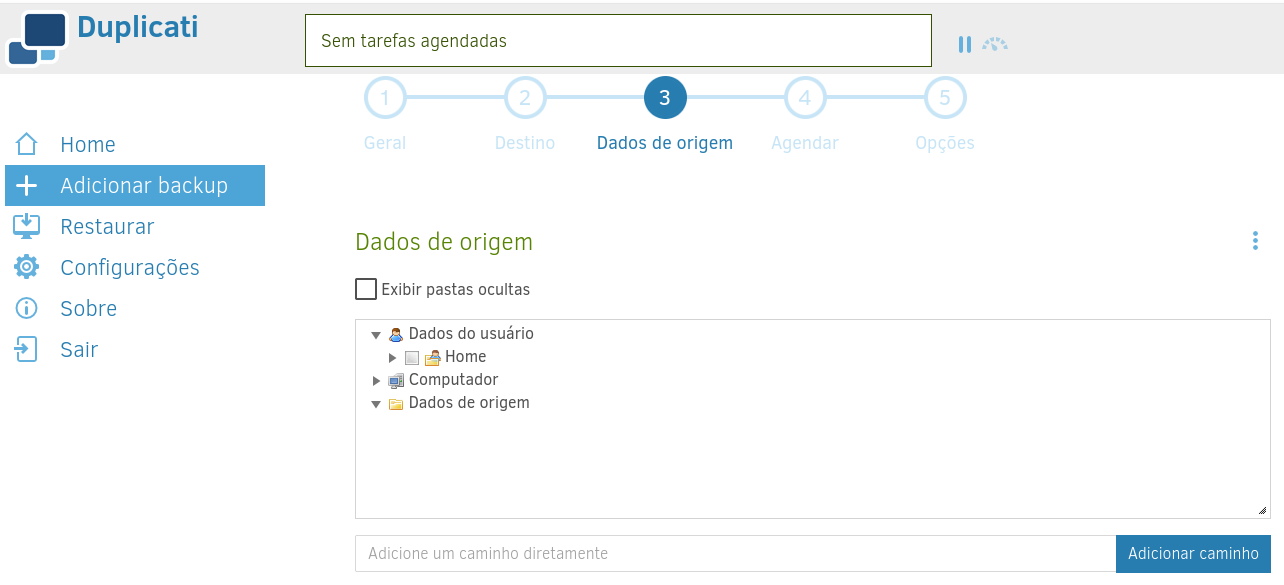 Duplicati
Sem tarefas agendadas
1 2 3 4 5
Geral Destino Dados de origem Agendar Opções
Home
Adicionar backup
Restaurar
Configurações
Sobre
Sair
Dados de origem
Exibir pastas ocultas
Dados do usuário
Home
Computador
Dados de origem
Adicione um caminho diretamente
Adicionar caminho